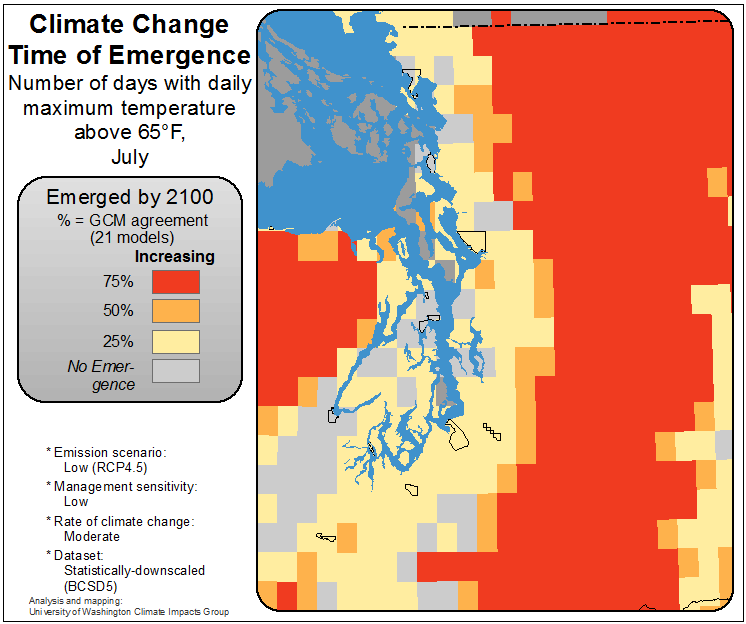 Climate Change
Time of Emergence
Number of days with daily
maximum temperature
above 65°F,
July
Emerged by 2100
% = GCM agreement
(21 models)
Increasing
75%
50%
25%
No Emer-
gence
* Emission scenario:
Low (RCP4.5)
* Management sensitivity:
Low
* Rate of climate change:
Moderate
* Dataset:
Statistically-downscaled
(BCSD5)
Analysis and mapping:
University of Washington Climate Impacts Group